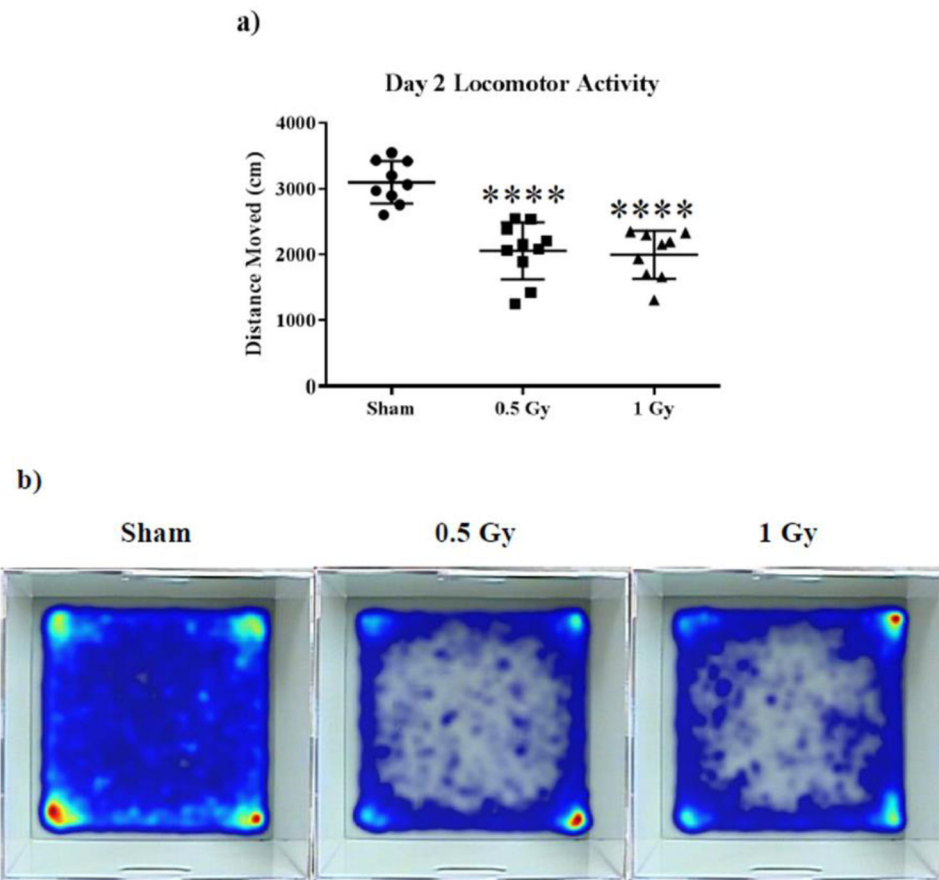 a)
Day 2 Locomotor Activity
Distance Moved (cm)
4000
3000
2000
1000
0
****
****
Sham
0.5 Gy
1 Gy
b)
Sham
0.5 Gy
1 Gy